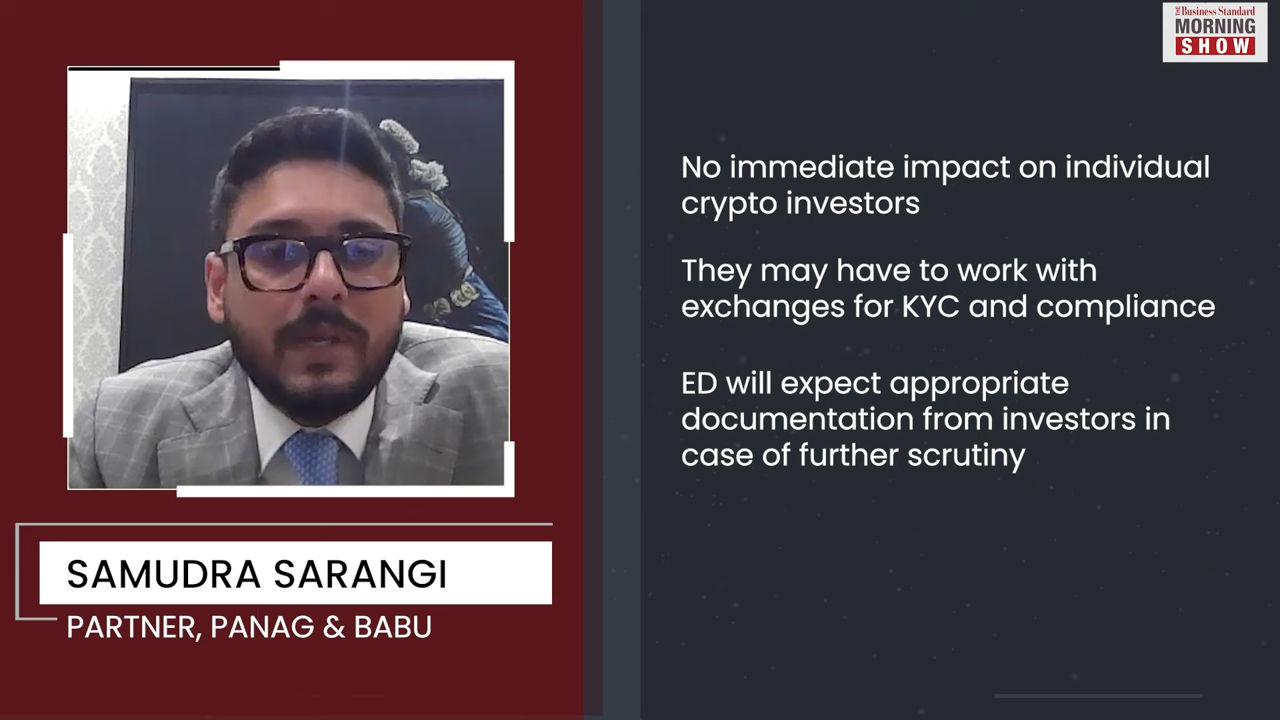 THE Business Standard
MORNING
SHOW
No immediate impact on individual
crypto investors
They may have to work with
exchanges for KYC and compliance
ED will expect appropriate
documentation from investors in
case of further scrutiny
SAMUDRA SARANGI
PARTNER, PANAG & BABU